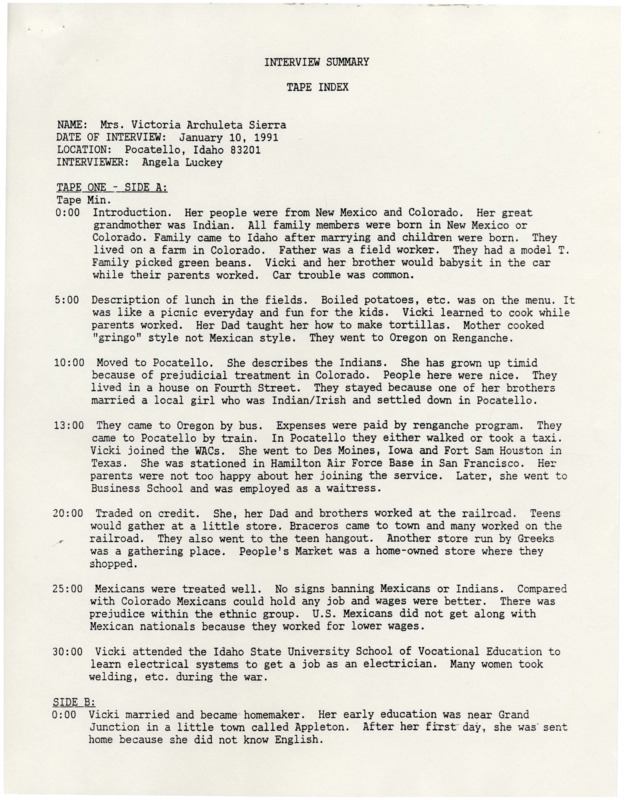 INTERVIEW SUMMARY
TAPE INDEX
NAME: Mrs. Victoria Archuleta Sierra
DATE OF INTERVIEW: January 10, 1991
LOCATION: Pocatello, Idaho 83201
INTERVIEWER: Angela Luckey
TAPE ONE - SIDE A:
Tape Min.
0:00 Introduction. Her people were from New Mexico and Colorado. Her great
grandmother was Indian. All family members were born in New Mexico or
Colorado. Family came to Idaho after marrying and children were born. They
lived on a farm in Colorado. Father was a field worker. They had a model T.
Family picked green beans. Vicki and her brother would babysit in the car
while their parents worked. Car trouble was common.
5:00 Description of lunch in the fields. Boiled potatoes, etc. was on the menu. It
was like a picnic everyday and fun for the kids. Vicki learned to cook while
parents worked. Her Dad taught her how to make tortillas. Mother cooked
"gringo" style not Mexican style. They went to Oregon on Renganche.
10:00 Moved to Pocatello. She describes the Indians. She has grown up timid
because of prejudicial treatment in Colorado. People here were nice. They
lived in a house on Fourth Street. They stayed because one of her brothers
married a local girl who was Indian/Irish and settled down in Pocatello.
13:00 They came to Oregon by bus. Expenses were paid by renganche program. They
came to Pocatello by train. In Pocatello they either walked or took a taxi.
Vicki joined the WACs. She went to Des Moines, Iowa and Fort Sam Houston in
Texas. She was stationed in Hamilton Air Force Base in San Francisco. Her
parents were not too happy about her joining the service. Later, she went to
Business School and was employed as a waitress.
20:00 Traded on credit. She, her Dad and brothers worked at the railroad. Teens
would gather at a little store. Braceros came to town and many worked on the
railroad. They also went to the teen hangout. Another store run by Greeks
was a gathering place. People's Market was a home-owned store where they
shopped.
25:00 Mexicans were treated well. No signs banning Mexicans or Indians. Compared
with Colorado Mexicans could hold any job and wages were better. There was
prejudice within the ethnic group. U.S. Mexicans did not get along with
Mexican nationals because they worked for lower wages.
30:00 Vicki attended the Idaho State University School of Vocational Education to
learn electrical systems to get a job as an electrician. Many women took
welding, etc. during the war.
SIDE B:
0:00 Vicki married and became homemaker. Her early education was near Grand
Junction in a little town called Appleton. After her first day, she was sent
home because she did not know English.